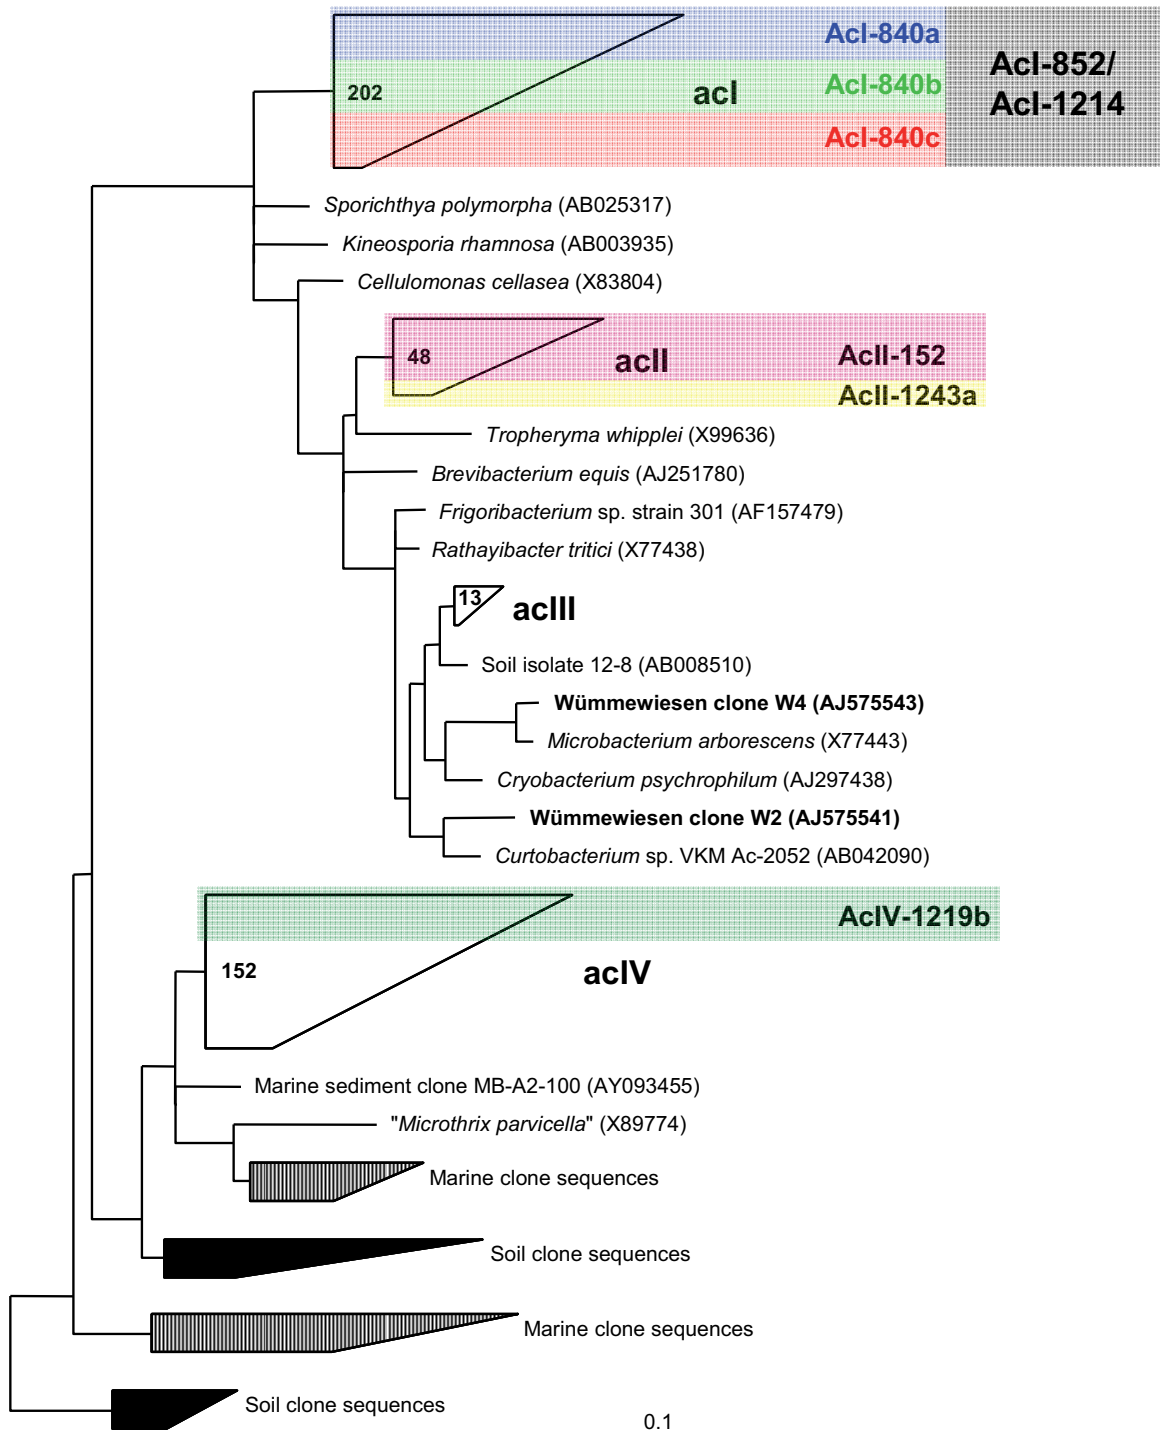 AcI-840a
AcI-852/
AcI-1214
202
acI
AcI-840b
AcI-840c
Sporichthya polymorpha (AB025317)
Kineosporia rhamnosa (AB003935)
Cellulomonas cellasea (X83804)
48
acII
AcII-152
AcII-1243a
Tropheryma whipplei (X99636)
Brevibacterium equis (AJ251780)
Frigoribacterium sp. strain 301 (AF157479)
Rathayibacter tritici (X77438)
13
acIII
Soil isolate 12-8 (AB008510)
Wümmewiesen clone W4 (AJ575543)
Microbacterium arborescens (X77443)
Cryobacterium psychrophilum (AJ297438)
Wümmewiesen clone W2 (AJ575541)
Curtobacterium sp. VKM Ac-2052 (AB042090)
AcIV-1219b
152
acIV
Marine sediment clone MB-A2-100 (AY093455)
"Microthrix parvicella" (X89774)
Marine clone sequences
Soil clone sequences
Marine clone sequences
Soil clone sequences
0.1